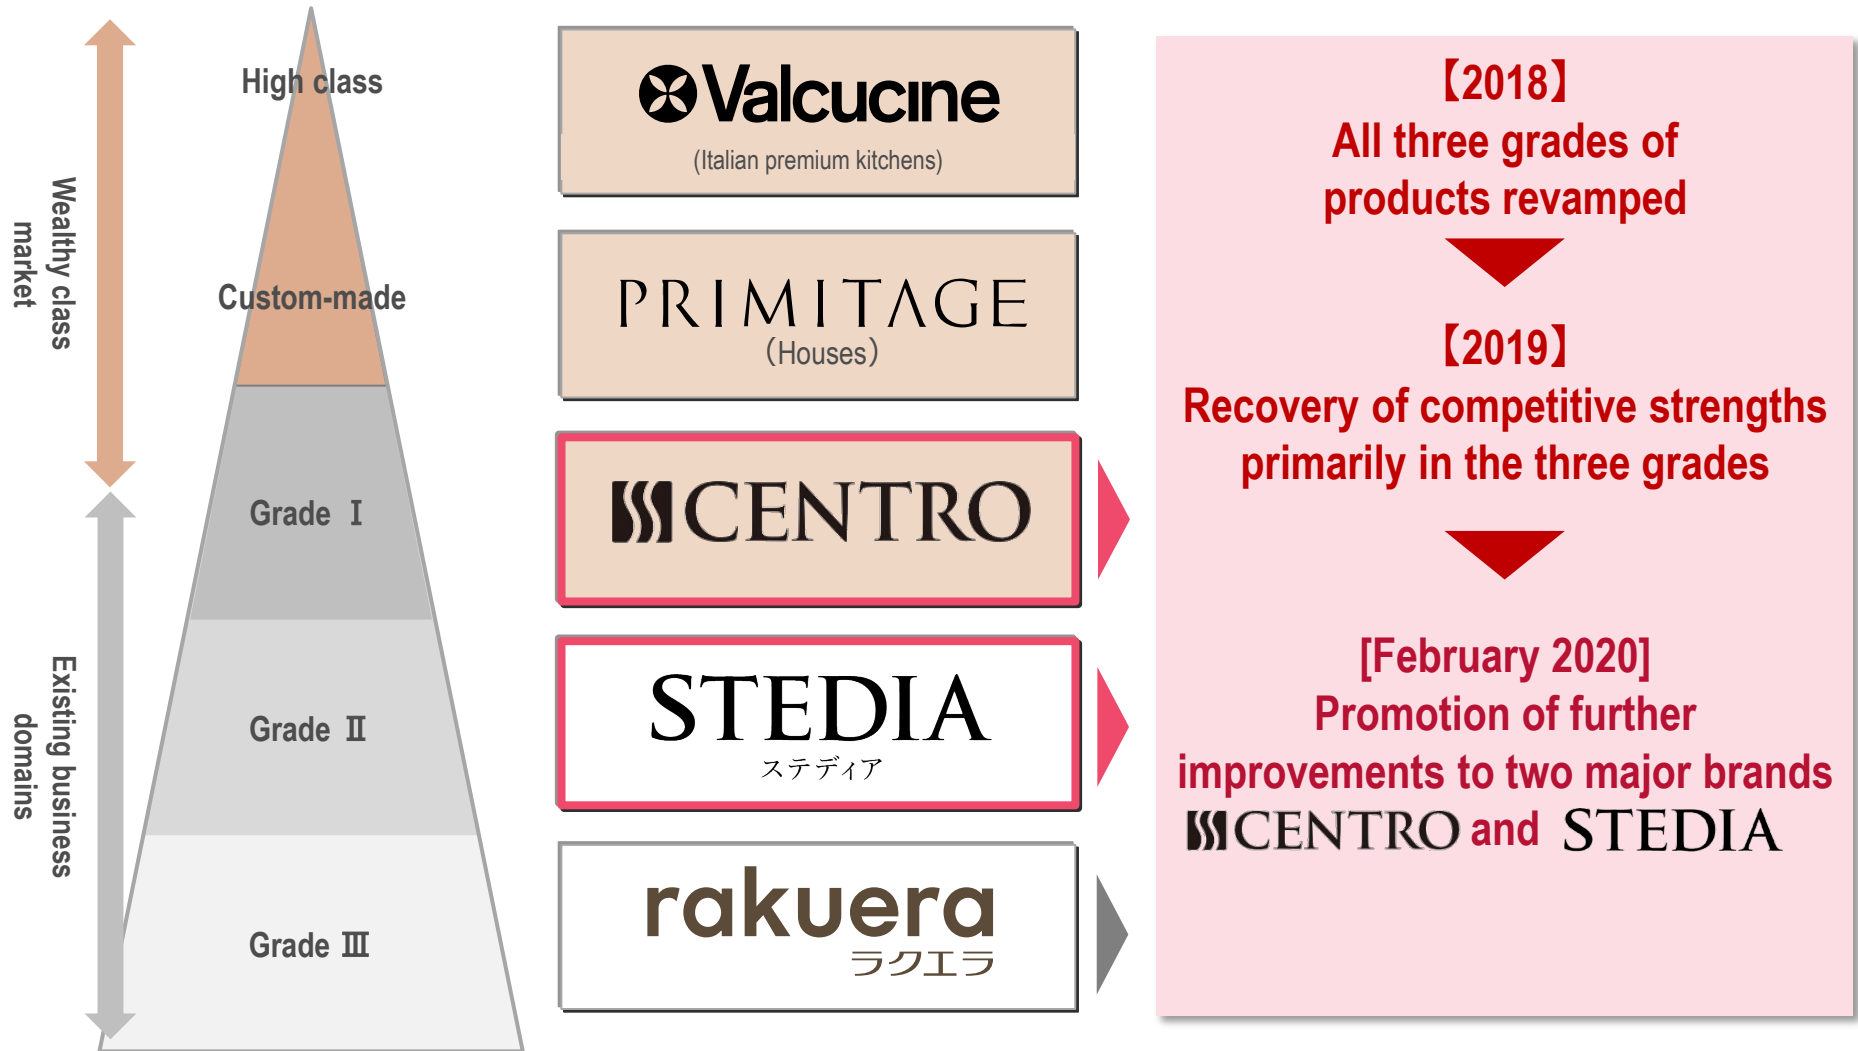 Wealthy class
market
Existing business
domains
High class
Custom-made
Grade Ⅰ
Grade Ⅱ
Grade Ⅲ
Valcucine
(Italian premium kitchens)
PRIMITAGE
（Houses）
CENTRO
STEDIA
ステディア
rakuera
ラクエラ
【2018】
All three grades of
products revamped
【2019】
Recovery of competitive strengths
primarily in the three grades
[February 2020]
Promotion of further
improvements to two major brands
CENTRO and STEDIA